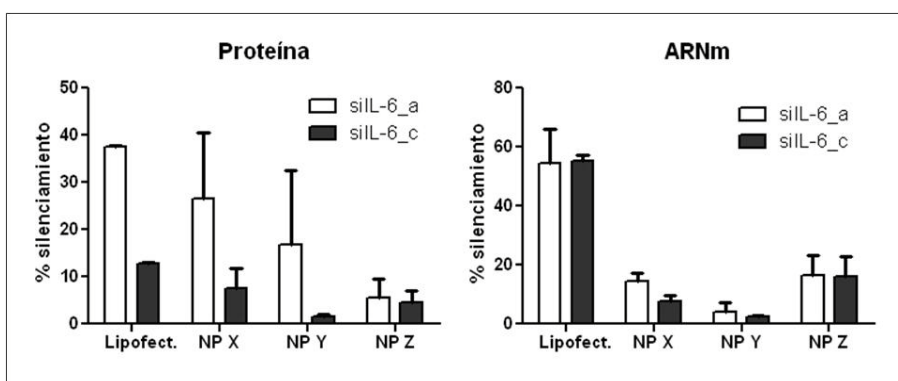 Proteína
% silenciamiento
50
40
30
20
10
0
siIL-6_a
siIL-6_c
Lipofect. NP X NP Y NP Z
ARNm
% silenciamiento
80
60
40
20
0
siIL-6_a
siIL-6_c
Lipofect. NP X NP Y NP Z